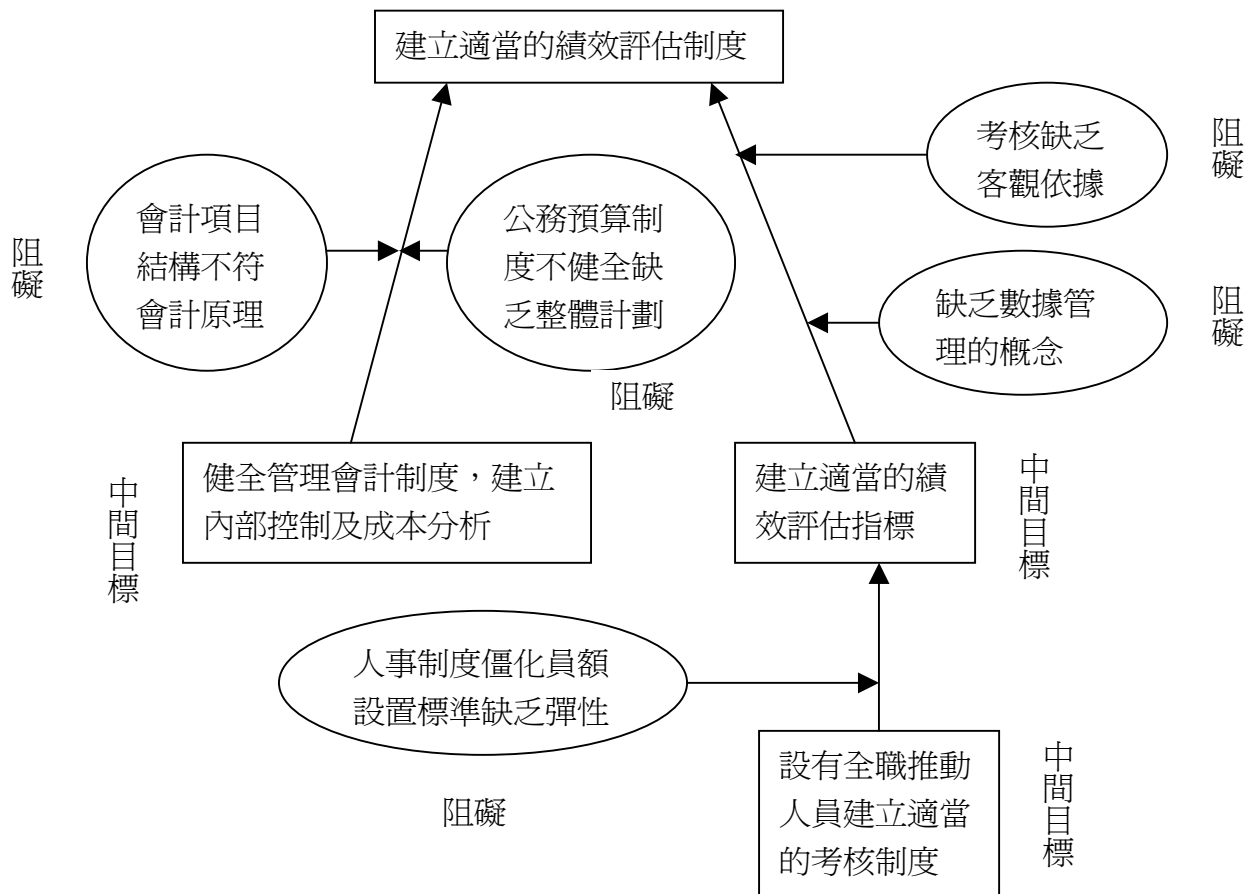 建立適當的績效評估制度
考核缺乏
客觀依據
阻礙
阻礙
會計項目
結構不符
會計原理
公務預算制
度不健全缺
乏整體計劃
阻礙
缺乏數據管
理的概念
阻礙
中間目標
健全管理會計制度，建立
內部控制及成本分析
建立適當的績
效評估指標
中間目標
人事制度僵化員額
設置標準缺乏彈性
阻礙
設有全職推動
人員建立適當
的考核制度
中間目標